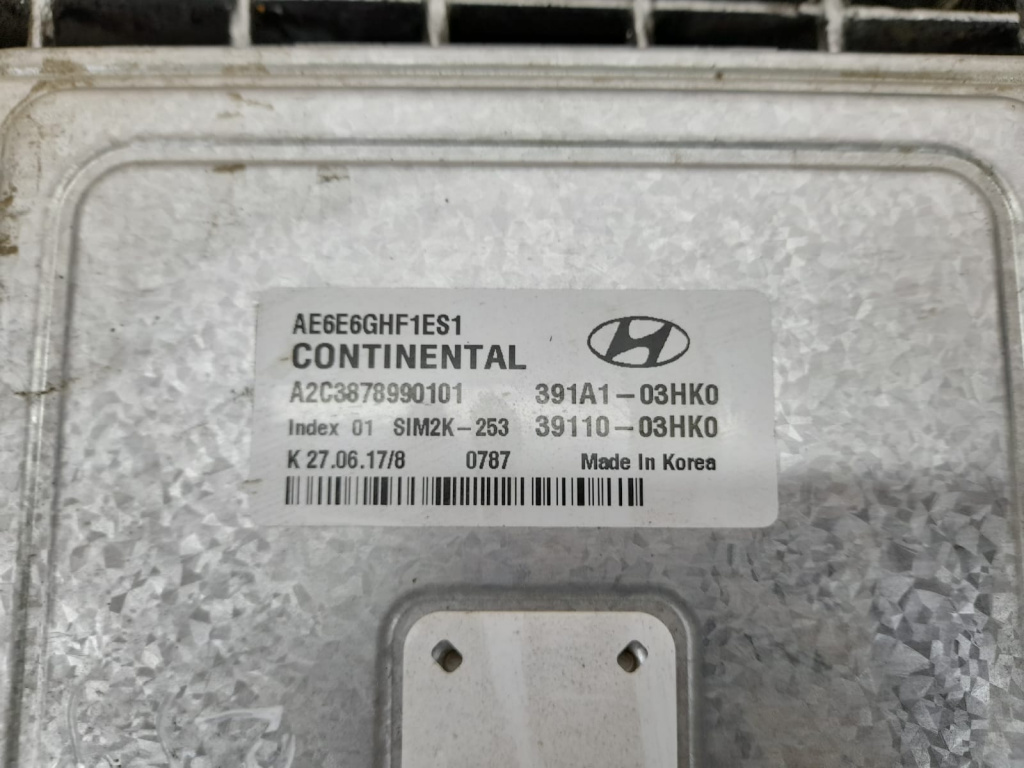 AE6E6GHF1ES1
CONTINENTAL
A2C3878990101 391A1-03HK0
Index 01 SIM2K-253 39110-03HK0
K 27.06.17/8 0787 Made In Korea